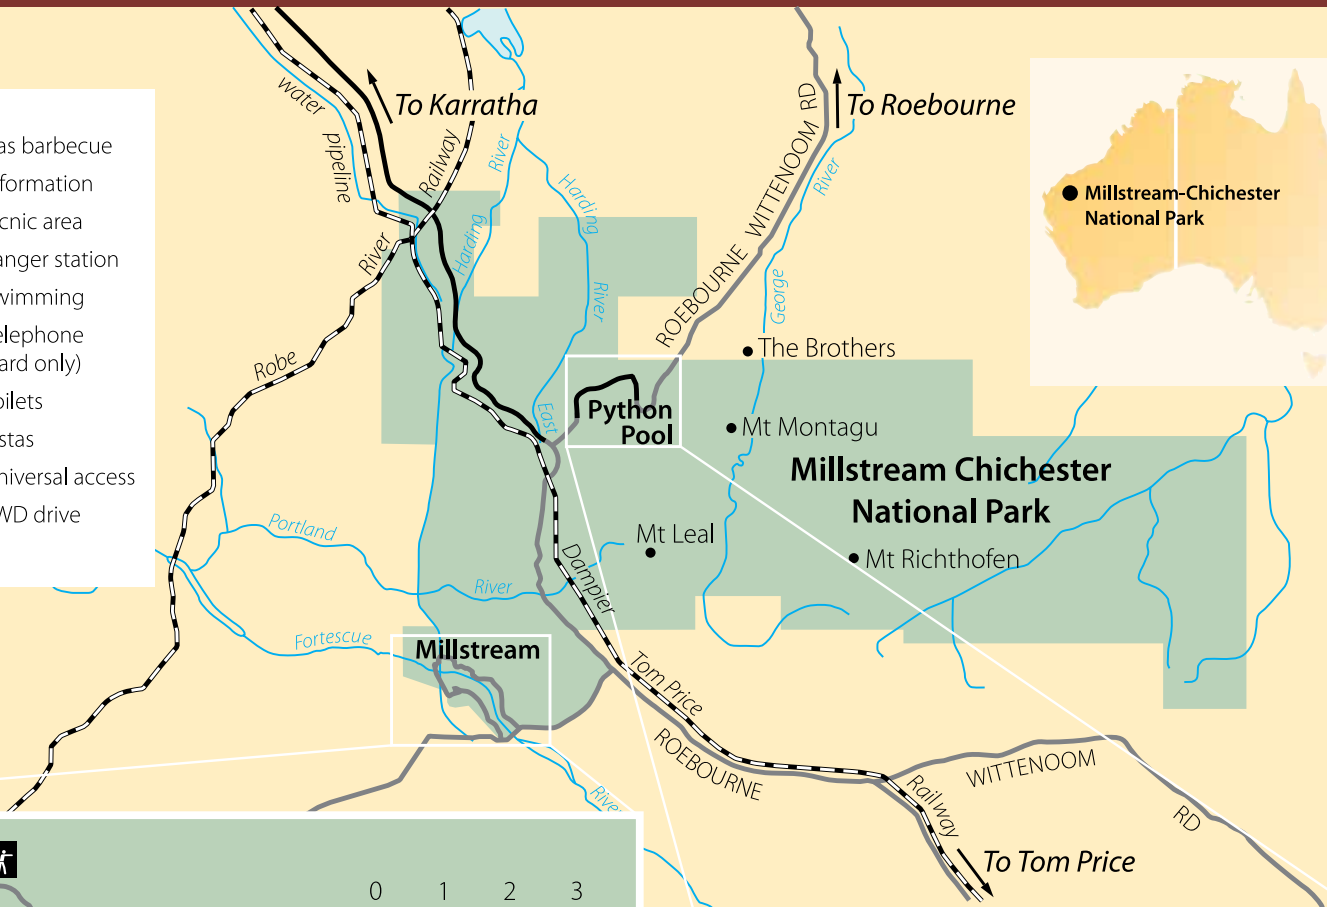 To Karratha
To Roebourne
water pipeline
Railway
River
Robe
River
Harding
Harding
River
East
ROEBOURNE WITTENOOM RD
River
George
Millstream-Chichester
National Park
as barbecue
formation
cnic area
anger station
wimming
elephone
ard only)
oilets
stas
niversal access
WD drive
The Brothers
Python
Pool
Mt Montagu
Millstream Chichester
National Park
Mt Leal
Mt Richthofen
Portland
River
Dampier
Fortescue
Millstream
Tom Price
ROEBOURNE
WITTENOOM
RD
Railway
River
To Tom Price
0 1 2 3